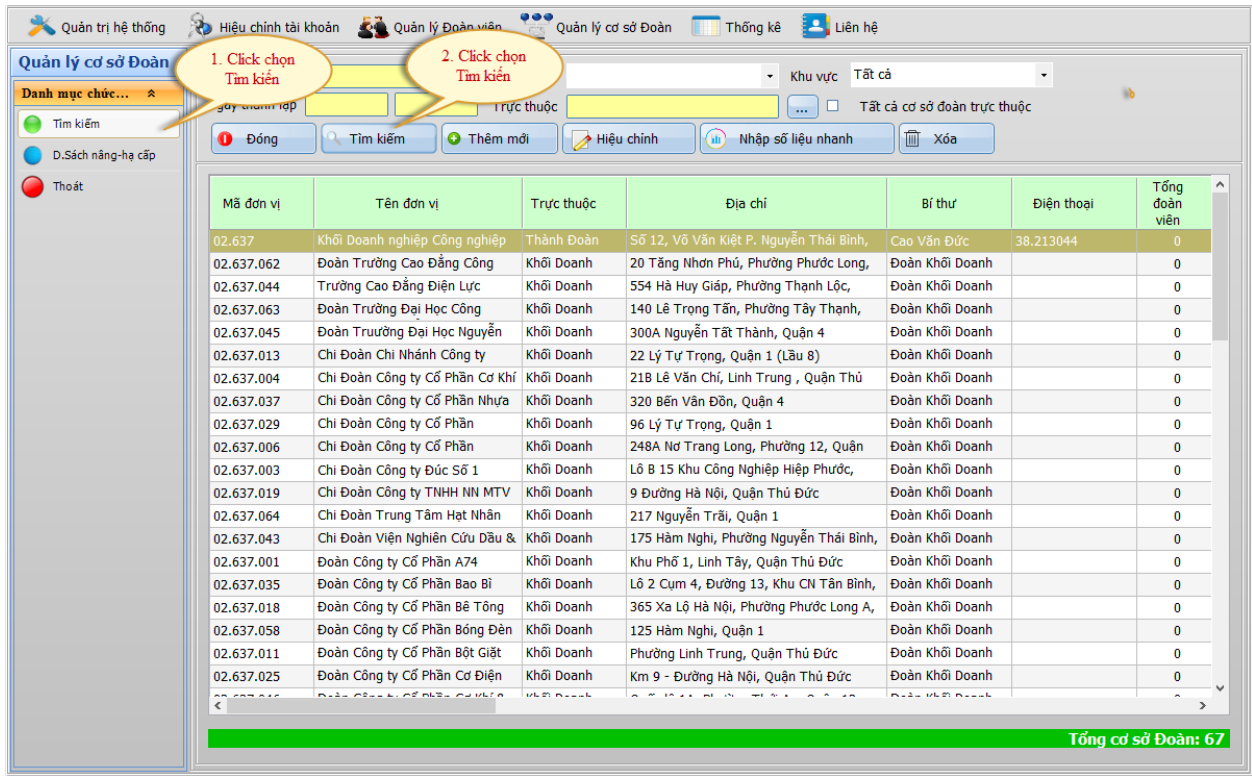 Quản trị hệ thống Hiệu chỉnh tài khoản Quản lý Đoàn viên Quản lý cơ sở Đoàn Thống kê Liên hệ
Quản lý cơ sở Đoàn
1. Click chọn
Tìm kiến
2. Click chọn
Tìm kiến
Khu vực Tất cả
Danh mục chức...
Trực thuộc ... Tất cả cơ sở đoàn trực thuộc
Tìm kiếm
D.Sách nâng-hạ cấp
Thoát
Đóng Tìm kiếm Thêm mới Hiệu chỉnh Nhập số liệu nhanh Xóa
Mã đơn vị Tên đơn vị Trực thuộc Địa chỉ Bí thư Điện thoại Tổng đoàn viên
02.637 Khối Doanh nghiệp Công nghiệp Thành Đoàn Số 12, Võ Văn Kiệt P. Nguyễn Thái Bình, Cao Văn Đức 38.213044 0
02.637.062 Đoàn Trường Cao Đẳng Công Khối Doanh 20 Tăng Nhơn Phú, Phường Phước Long, Đoàn Khối Doanh 0
02.637.044 Trường Cao Đẳng Điện Lực Khối Doanh 554 Hà Huy Giáp, Phường Thạnh Lộc, Đoàn Khối Doanh 0
02.637.063 Đoàn Trường Đại Học Công Khối Doanh 140 Lê Trọng Tấn, Phường Tây Thạnh, Đoàn Khối Doanh 0
02.637.045 Đoàn Truường Đại Học Nguyễn Khối Doanh 300A Nguyễn Tất Thành, Quận 4 Đoàn Khối Doanh 0
02.637.013 Chi Đoàn Chi Nhánh Công ty Khối Doanh 22 Lý Tự Trọng, Quận 1 (Lầu 8) Đoàn Khối Doanh 0
02.637.004 Chi Đoàn Công ty Cổ Phần Cơ Khí Khối Doanh 21B Lê Văn Chí, Linh Trung , Quận Thủ Đoàn Khối Doanh 0
02.637.037 Chi Đoàn Công ty Cổ Phần Nhựa Khối Doanh 320 Bến Vân Đồn, Quận 4 Đoàn Khối Doanh 0
02.637.029 Chi Đoàn Công ty Cổ Phần Khối Doanh 96 Lý Tự Trọng, Quận 1 Đoàn Khối Doanh 0
02.637.006 Chi Đoàn Công ty Cổ Phần Khối Doanh 248A Nơ Trang Long, Phường 12, Quận Đoàn Khối Doanh 0
02.637.003 Chi Đoàn Công ty Đúc Số 1 Khối Doanh Lô B 15 Khu Công Nghiệp Hiệp Phước, Đoàn Khối Doanh 0
02.637.019 Chi Đoàn Công ty TNHH NN MTV Khối Doanh 9 Đường Hà Nội, Quận Thủ Đức Đoàn Khối Doanh 0
02.637.064 Chi Đoàn Trung Tâm Hạt Nhân Khối Doanh 217 Nguyễn Trãi, Quận 1 Đoàn Khối Doanh 0
02.637.043 Chi Đoàn Viện Nghiên Cứu Dầu & Khối Doanh 175 Hàm Nghi, Phường Nguyễn Thái Bình, Đoàn Khối Doanh 0
02.637.001 Đoàn Công ty Cổ Phần A74 Khối Doanh Khu Phố 1, Linh Tây, Quận Thủ Đức Đoàn Khối Doanh 0
02.637.035 Đoàn Công ty Cổ Phần Bao Bì Khối Doanh Lô 2 Cụm 4, Đường 13, Khu CN Tân Bình, Đoàn Khối Doanh 0
02.637.018 Đoàn Công ty Cổ Phần Bê Tông Khối Doanh 365 Xa Lộ Hà Nội, Phường Phước Long A, Đoàn Khối Doanh 0
02.637.058 Đoàn Công ty Cổ Phần Bóng Đèn Khối Doanh 125 Hàm Nghi, Quận 1 Đoàn Khối Doanh 0
02.637.011 Đoàn Công ty Cổ Phần Bột Giặt Khối Doanh Phường Linh Trung, Quận Thủ Đức Đoàn Khối Doanh 0
02.637.025 Đoàn Công ty Cổ Phần Cơ Điện Khối Doanh Km 9 - Đường Hà Nội, Quận Thủ Đức Đoàn Khối Doanh 0
Tổng cơ sở Đoàn: 67